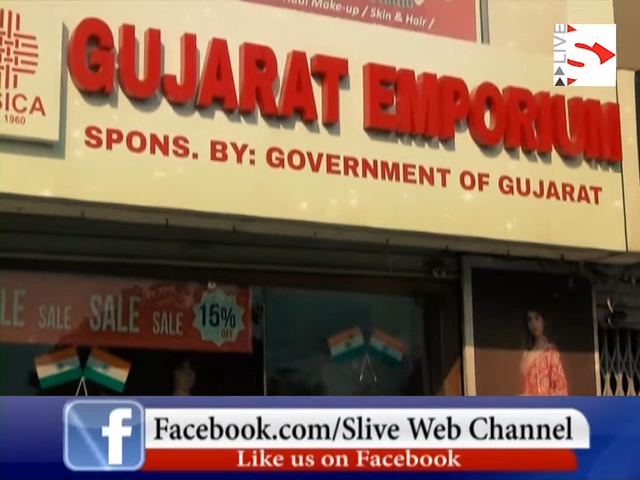 Make-up / Skin & Hair /
LIVE
S
SICA
1960
GUJARAT EMPORIUM
SPONS. BY: GOVERNMENT OF GUJARAT
LE SALE SALE SALE 15%
OFF
f
Facebook.com/Slive Web Channel
Like us on Facebook